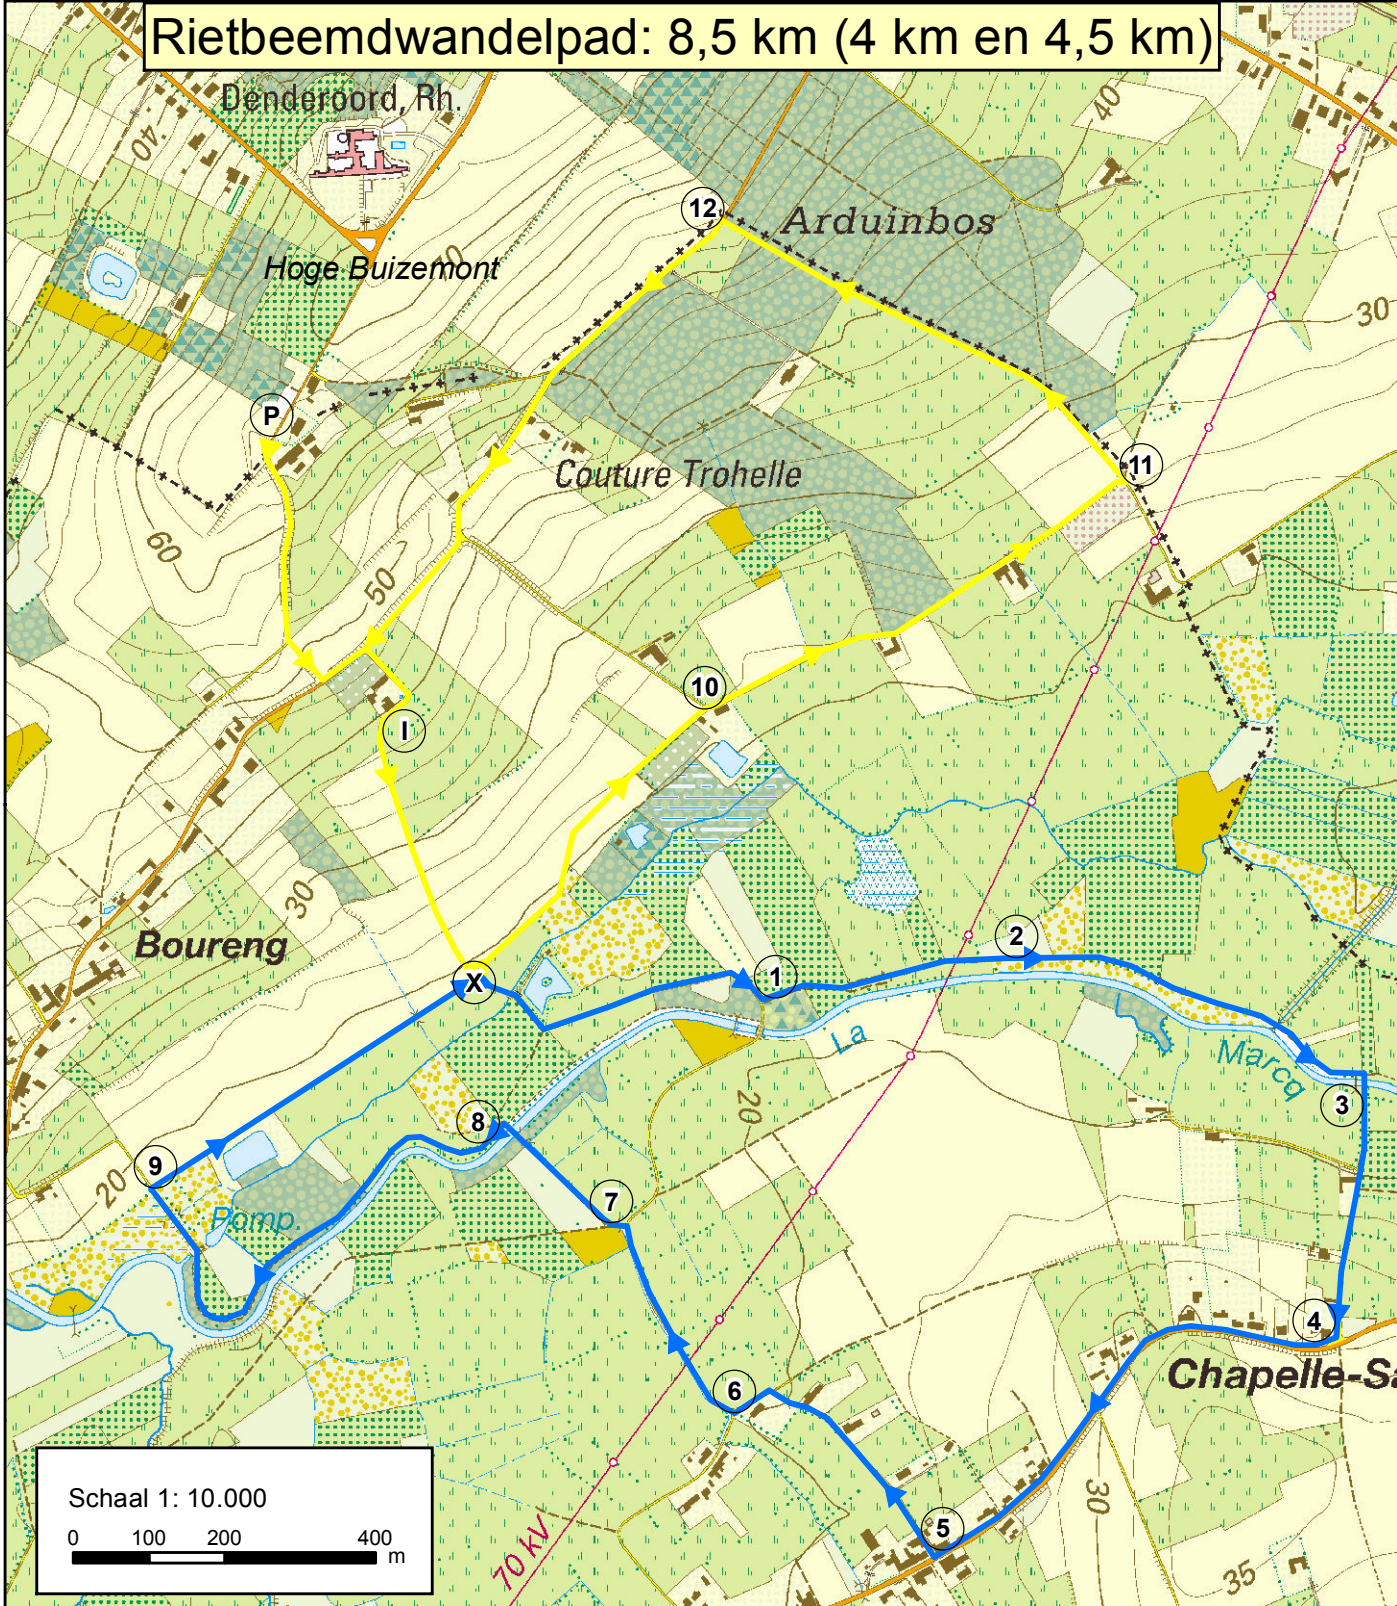 Rietbeemdwandelpad: 8,5 km (4 km en 4,5 km)
Denderoord, Rh.
40
40
12
Arduinbos
Hoge Buizemont
70
30
P
11
Couture Trohelle
60
50
10
I
30
Boureng
2
X
1
La
Marcq
20
3
8
9
20
7
Pomp.
4
Chapelle-Sa
6
30
5
70 kV
35
Schaal 1: 10.000
0 100 200 400
m